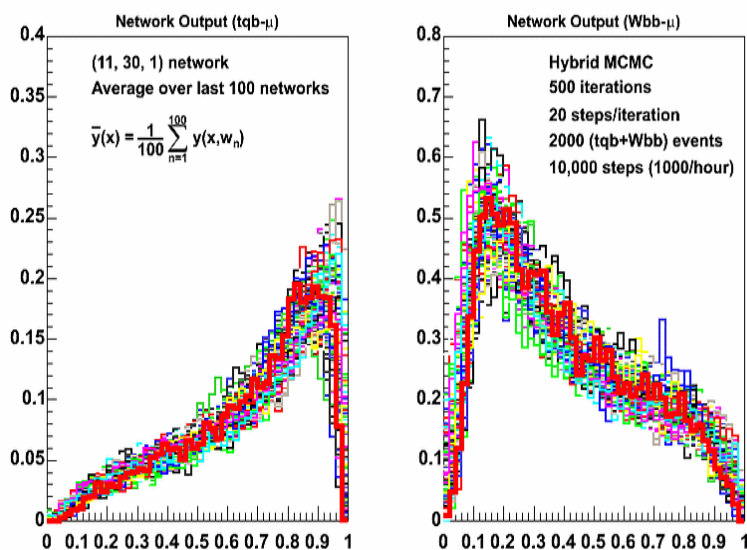 Network Output (tqb-μ)
(11, 30, 1) network
Average over last 100 networks
y̅(x) = 1/100 ∑ₙ₌₁¹⁰⁰ y(x,wₙ)
0.4
0.35
0.3
0.25
0.2
0.15
0.1
0.05
0
0 0.1 0.2 0.3 0.4 0.5 0.6 0.7 0.8 0.9 1
Network Output (Wbb-μ)
Hybrid MCMC
500 iterations
20 steps/iteration
2000 (tqb+Wbb) events
10,000 steps (1000/hour)
0.8
0.7
0.6
0.5
0.4
0.3
0.2
0.1
0
0 0.1 0.2 0.3 0.4 0.5 0.6 0.7 0.8 0.9 1